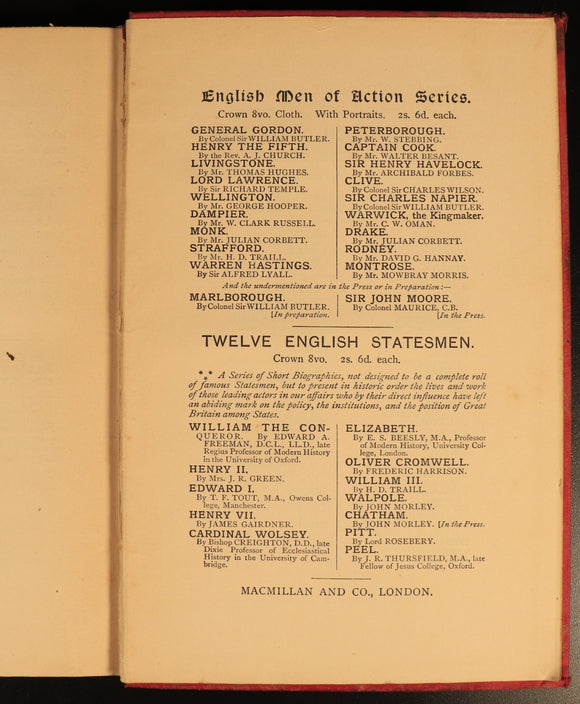 English Men of Action Series.
Crown 8vo. Cloth. With Portraits. 2s. 6d. each.
GENERAL GORDON.
By Colonel Sir WILLIAM BUTLER.
HENRY THE FIFTH.
By the Rev. A. J. CHURCH.
LIVINGSTONE.
By Mr. THOMAS HUGHES.
LORD LAWRENCE.
By Sir RICHARD TEMPLE.
WELLINGTON.
By Mr. GEORGE HOOPER.
DAMPIER.
By Mr. W. CLARK RUSSELL.
MONK.
By Mr. JULIAN CORBETT.
STRAFFORD.
By Mr. H. D. TRAILL.
WARREN HASTINGS.
By Sir ALFRED LYALL.
PETERBOROUGH.
By Mr. W. STEBBING.
CAPTAIN COOK.
By Mr. WALTER BESANT.
SIR HENRY HAVELOCK.
By Mr. ARCHIBALD FORBES.
CLIVE.
By Colonel Sir CHARLES WILSON.
SIR CHARLES NAPIER.
By Colonel Sir WILLIAM BUTLER.
WARWICK, the Kingmaker.
By Mr. C. W. OMAN.
DRAKE.
By Mr. JULIAN CORBETT.
RODNEY.
By Mr. DAVID G. HANNAY.
MONTROSE.
By Mr. MOWBRAY MORRIS.
And the undermentioned are in the Press or in Preparation:—
MARLBOROUGH.
By Colonel Sir WILLIAM BUTLER.
[In preparation.
SIR JOHN MOORE.
By Colonel MAURICE, C.B.
[In the Press.
TWELVE ENGLISH STATESMEN.
Crown 8vo. 2s. 6d. each.
*⁎* A Series of Short Biographies, not designed to be a complete roll
of famous Statesmen, but to present in historic order the lives and work
of those leading actors in our affairs who by their direct influence have left
an abiding mark on the policy, the institutions, and the position of Great
Britain among States.
WILLIAM THE CON-
QUEROR. By EDWARD A.
FREEMAN, D.C.L., LL.D., late
Regius Professor of Modern History
in the University of Oxford.
HENRY II.
By Mrs. J. R. GREEN.
EDWARD I.
By T. F. TOUT, M.A., Owens Col-
lege, Manchester.
HENRY VII.
By JAMES GAIRDNER.
CARDINAL WOLSEY.
By Bishop CREIGHTON, D.D., late
Dixie Professor of Ecclesiastical
History in the University of Cam-
bridge.
ELIZABETH.
By E. S. BEESLY, M.A., Professor
of Modern History, University Col-
lege, London.
OLIVER CROMWELL.
By FREDERIC HARRISON.
WILLIAM III.
By H. D. TRAILL.
WALPOLE.
By JOHN MORLEY.
CHATHAM.
By JOHN MORLEY. [In the Press.
PITT.
By Lord ROSEBERY.
PEEL.
By J. R. THURSFIELD, M.A., late
Fellow of Jesus College, Oxford.
MACMILLAN AND CO., LONDON.